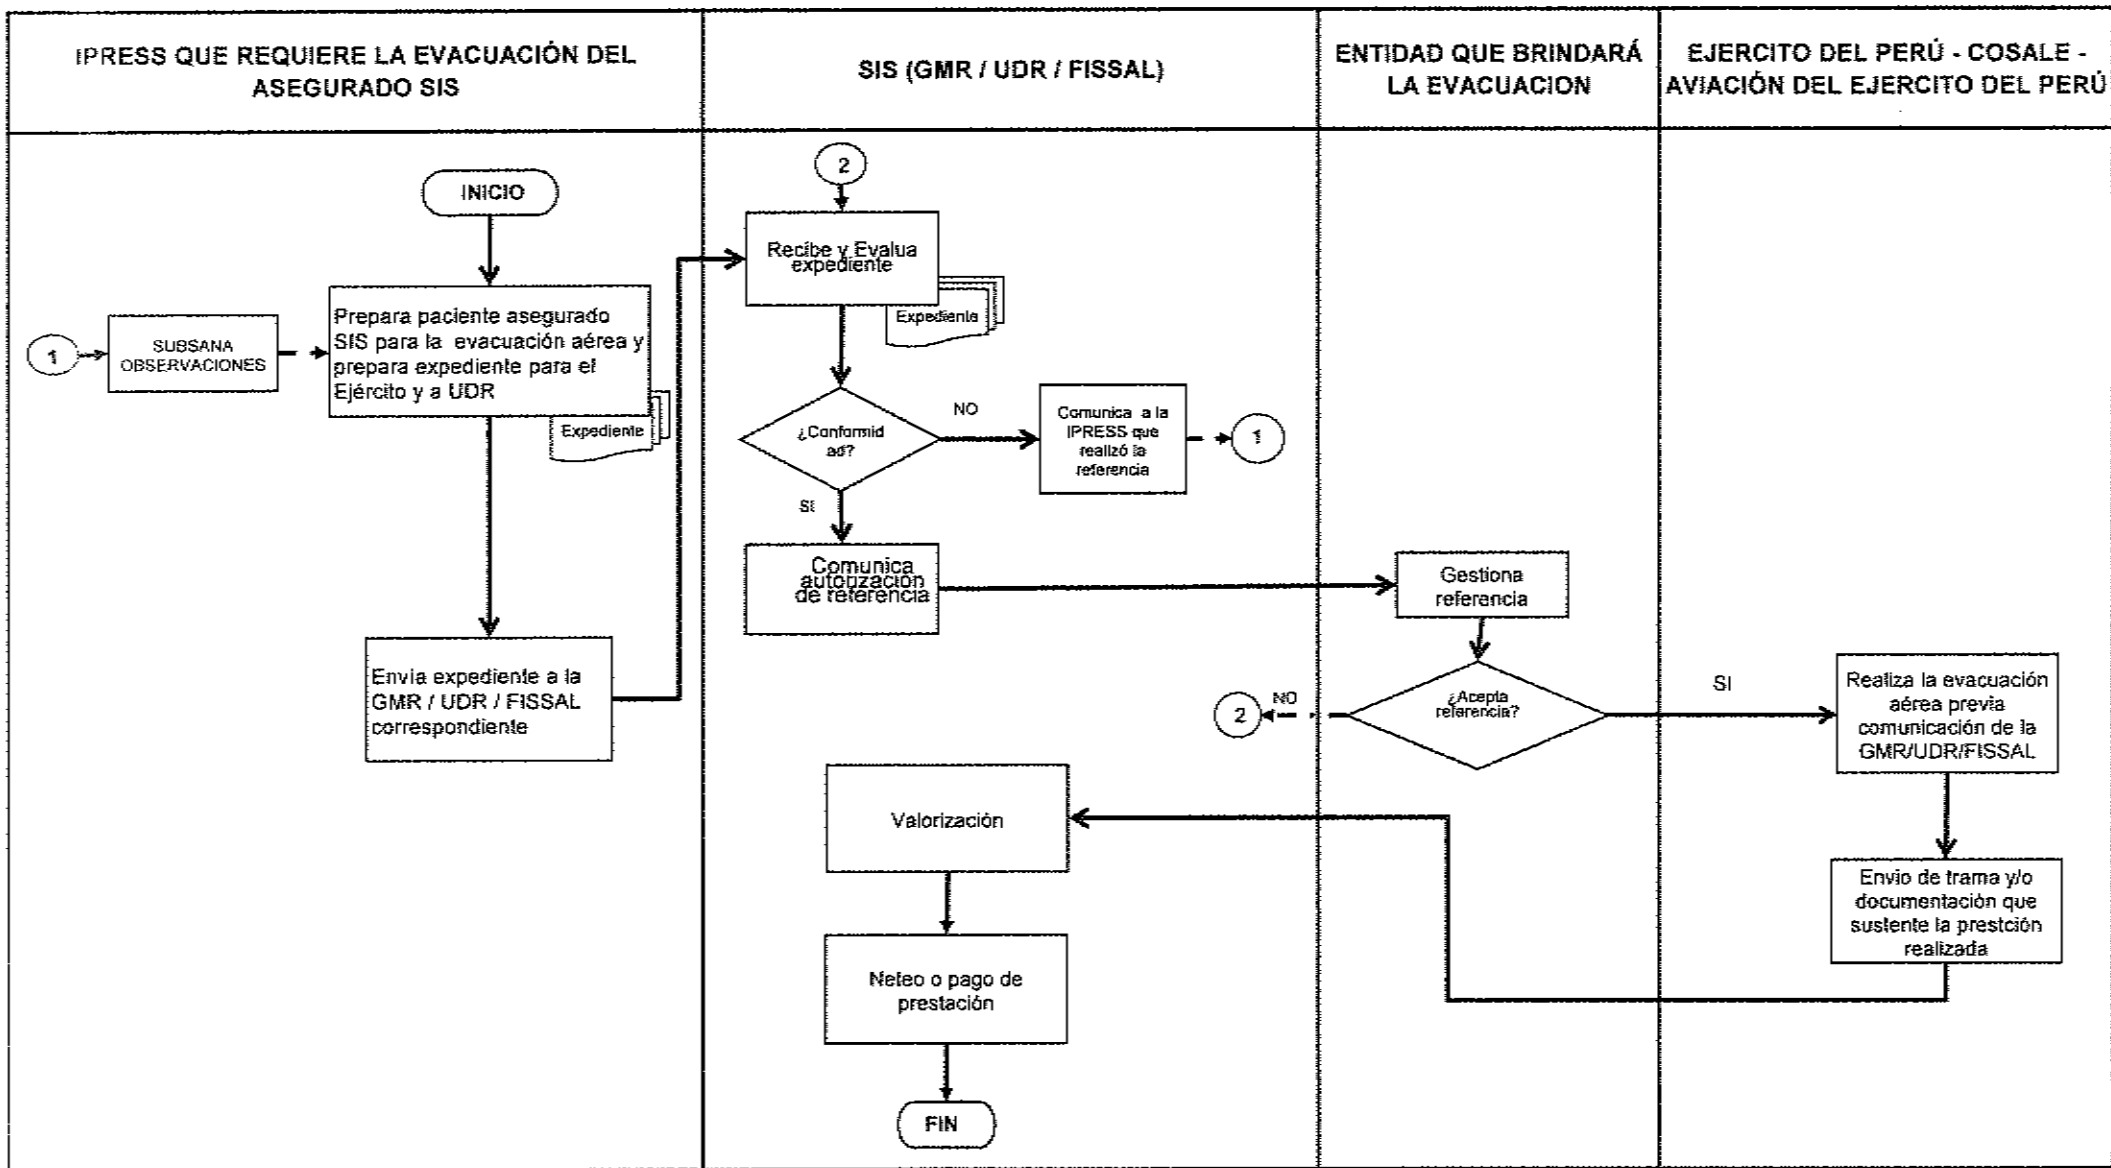 IPRESS QUE REQUIERE LA EVACUACIÓN DEL
ASEGURADO SIS
SIS (GMR / UDR / FISSAL)
ENTIDAD QUE BRINDARÁ
LA EVACUACION
EJERCITO DEL PERÚ - COSALE -
AVIACIÓN DEL EJERCITO DEL PERÚ
INICIO
1
SUBSANA
OBSERVACIONES
Prepara paciente asegurado
SIS para la evacuación aérea y
prepara expediente para el
Ejército y a UDR
Expediente
Envia expediente a la
GMR / UDR / FISSAL
correspondiente
2
Recibe y Evalua
expediente
Expediente
¿Conformid
ad?
NO
Comunica a la
IPRESS que
realizó la
referencia
1
SI
Comunica
autorización
de referencia
Gestiona
referencia
¿Acepta
referencia?
NO
2
SI
Realiza la evacuación
aérea previa
comunicación de la
GMR/UDR/FISSAL
Envio de trama y/o
documentación que
sustente la prestción
realizada
Valorización
Neteo o pago de
prestación
FIN